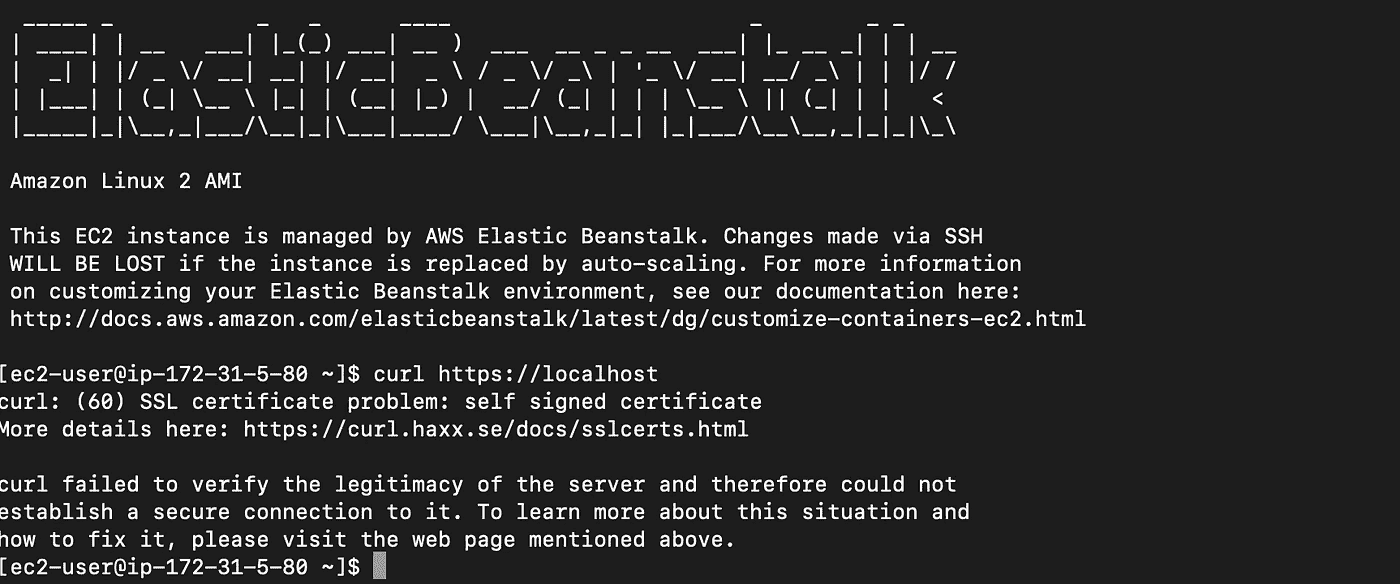 ElasticBeanstalk
Amazon Linux 2 AMI
This EC2 instance is managed by AWS Elastic Beanstalk. Changes made via SSH
WILL BE LOST if the instance is replaced by auto-scaling. For more information
on customizing your Elastic Beanstalk environment, see our documentation here:
http://docs.aws.amazon.com/elasticbeanstalk/latest/dg/customize-containers-ec2.html
[ec2-user@ip-172-31-5-80 ~]$ curl https://localhost
curl: (60) SSL certificate problem: self signed certificate
More details here: https://curl.haxx.se/docs/sslcerts.html
curl failed to verify the legitimacy of the server and therefore could not
establish a secure connection to it. To learn more about this situation and
how to fix it, please visit the web page mentioned above.
[ec2-user@ip-172-31-5-80 ~]$